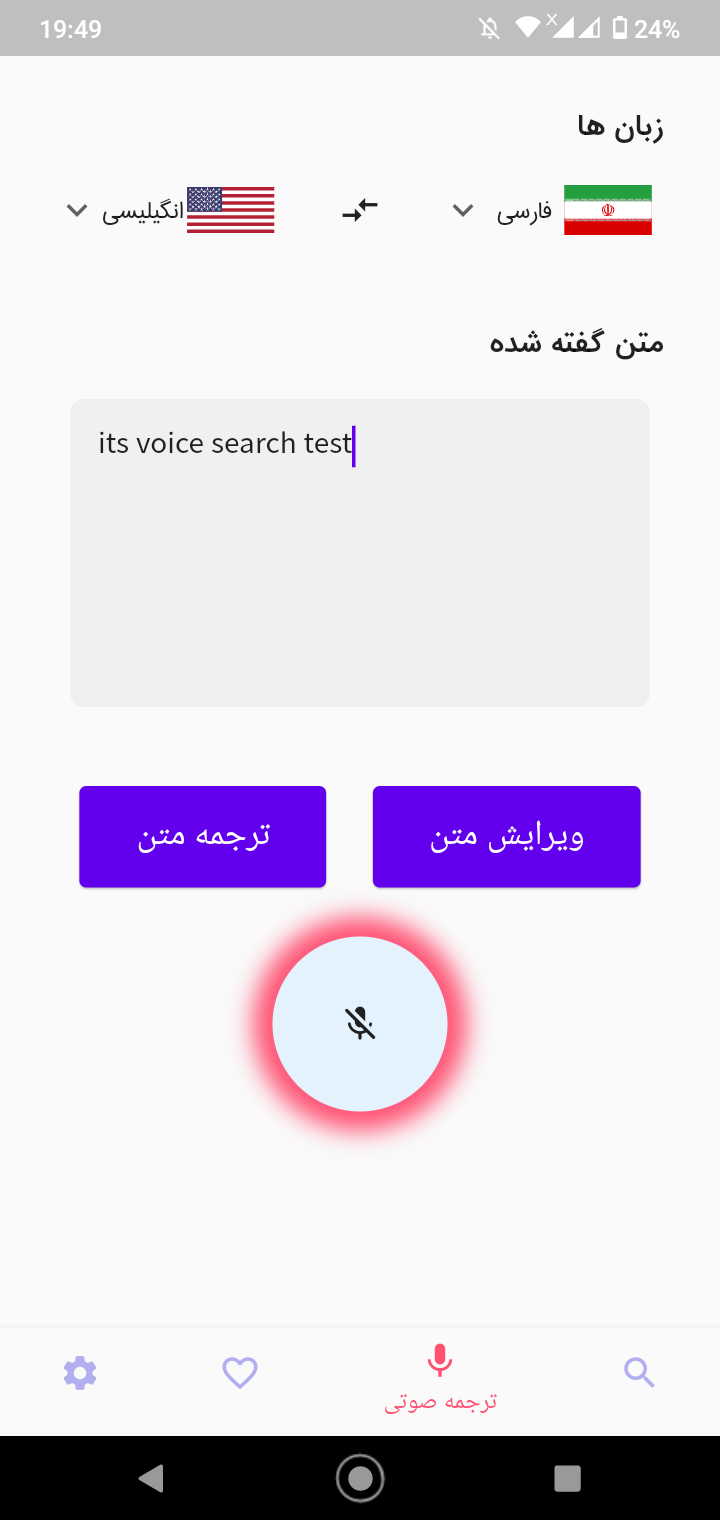 19:49
24%
زبان ها
فارسی
انگیلیسی
متن گفته شده
its voice search test
ویرایش متن
ترجمه متن
ترجمه صوتی